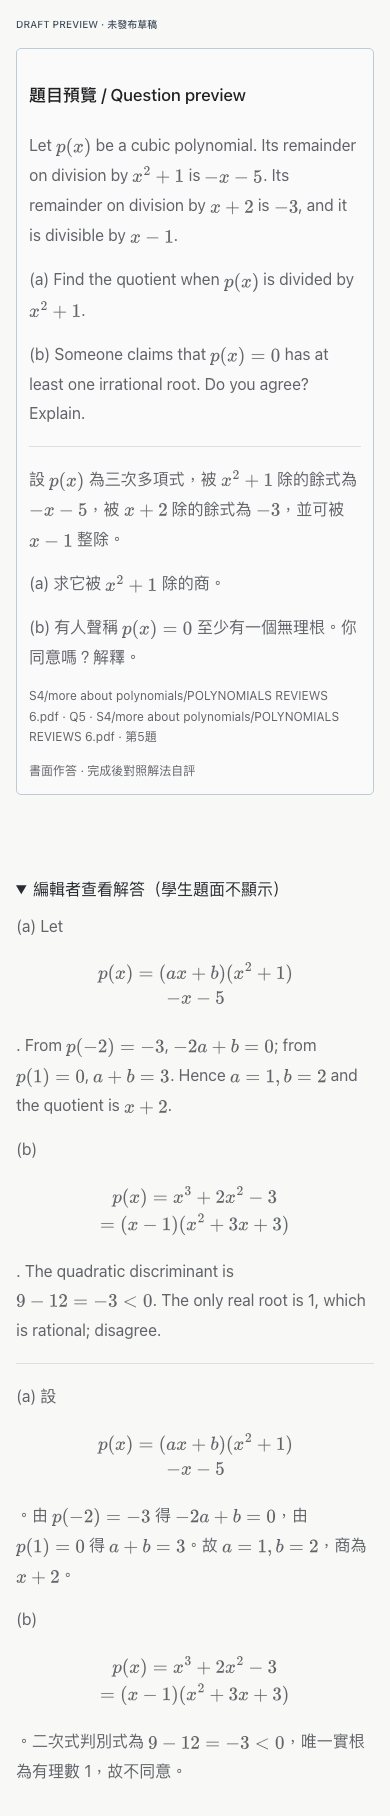 DRAFT PREVIEW · 未發布草稿
題目預覽 / Question preview
Let p(x) be a cubic polynomial. Its remainder
on division by x² + 1 is −x − 5. Its
remainder on division by x + 2 is −3, and it
is divisible by x − 1.
(a) Find the quotient when p(x) is divided by
x² + 1.
(b) Someone claims that p(x) = 0 has at
least one irrational root. Do you agree?
Explain.
設 p(x) 為三次多項式，被 x² + 1 除的餘式為
−x − 5，被 x + 2 除的餘式為 −3，並可被
x − 1 整除。
(a) 求它被 x² + 1 除的商。
(b) 有人聲稱 p(x) = 0 至少有一個無理根。你
同意嗎？解釋。
S4/more about polynomials/POLYNOMIALS REVIEWS
6.pdf · Q5 · S4/more about polynomials/POLYNOMIALS
REVIEWS 6.pdf · 第5題
書面作答 · 完成後對照解法自評
▼ 編輯者查看解答（學生題面不顯示）
(a) Let
p(x) = (ax + b)(x² + 1)
−x − 5
. From p(−2) = −3, −2a + b = 0; from
p(1) = 0, a + b = 3. Hence a = 1, b = 2 and
the quotient is x + 2.
(b)
p(x) = x³ + 2x² − 3
= (x − 1)(x² + 3x + 3)
. The quadratic discriminant is
9 − 12 = −3 < 0. The only real root is 1, which
is rational; disagree.
(a) 設
p(x) = (ax + b)(x² + 1)
−x − 5
。由 p(−2) = −3 得 −2a + b = 0，由
p(1) = 0 得 a + b = 3。故 a = 1, b = 2，商為
x + 2。
(b)
p(x) = x³ + 2x² − 3
= (x − 1)(x² + 3x + 3)
。二次式判別式為 9 − 12 = −3 < 0，唯一實根
為有理數 1，故不同意。